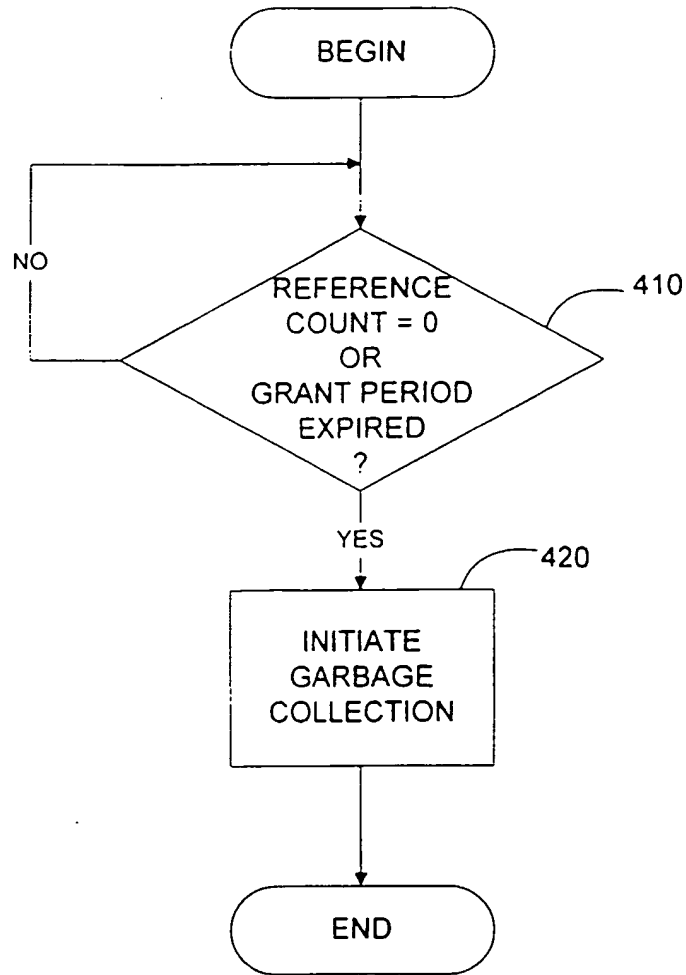 BEGIN
NO
REFERENCE
COUNT = 0
OR
GRANT PERIOD
EXPIRED
?
410
YES
420
INITIATE
GARBAGE
COLLECTION
END